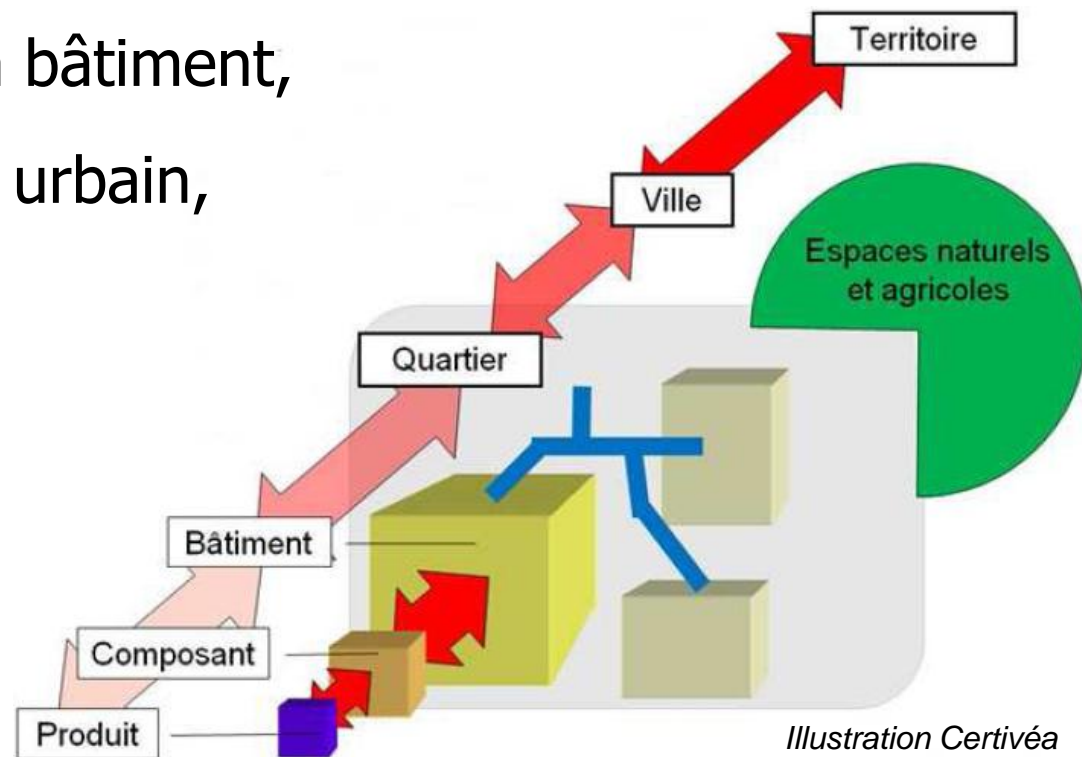 bâtiment,
urbain,
Territoire
Ville
Espaces naturels
et agricoles
Quartier
Bâtiment
Composant
Produit
Illustration Certivéa